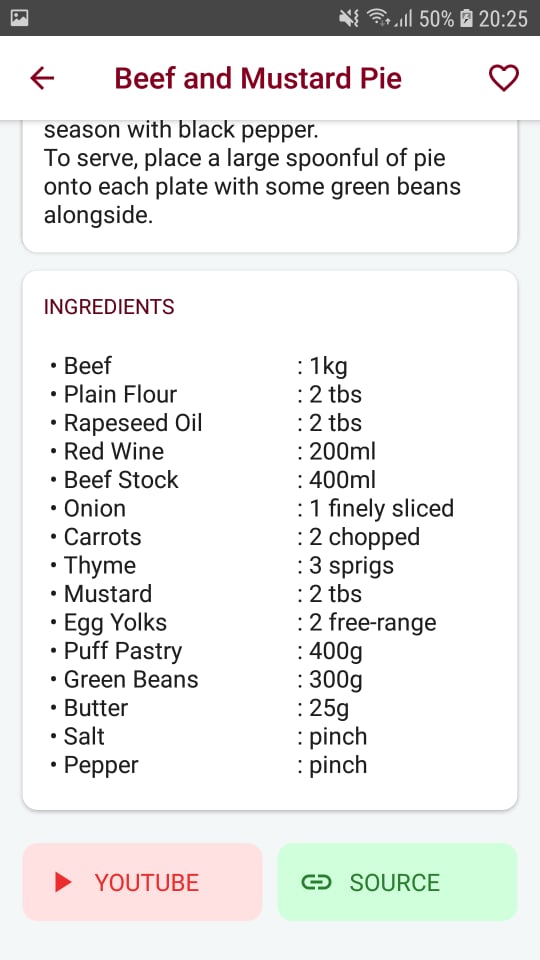 50% 20:25
Beef and Mustard Pie
season with black pepper.
To serve, place a large spoonful of pie
onto each plate with some green beans
alongside.
INGREDIENTS
• Beef : 1kg
• Plain Flour : 2 tbs
• Rapeseed Oil : 2 tbs
• Red Wine : 200ml
• Beef Stock : 400ml
• Onion : 1 finely sliced
• Carrots : 2 chopped
• Thyme : 3 sprigs
• Mustard : 2 tbs
• Egg Yolks : 2 free-range
• Puff Pastry : 400g
• Green Beans : 300g
• Butter : 25g
• Salt : pinch
• Pepper : pinch
YOUTUBE SOURCE